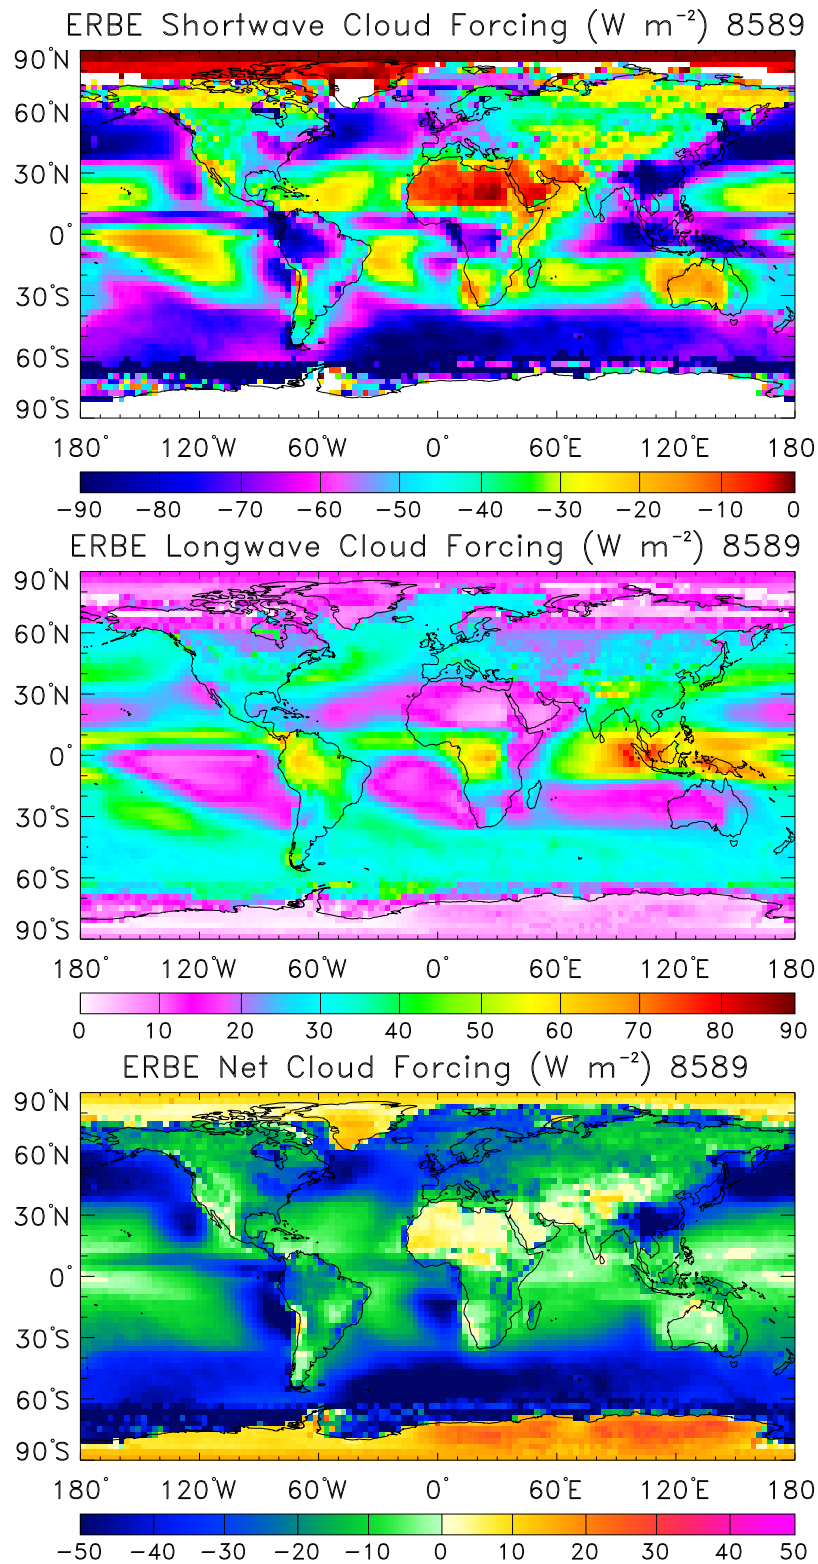 ERBE Shortwave Cloud Forcing (W m⁻²) 8589
90°N
60°N
30°N
0°
30°S
60°S
90°S
180° 120°W 60°W 0° 60°E 120°E 180
−90 −80 −70 −60 −50 −40 −30 −20 −10 0
ERBE Longwave Cloud Forcing (W m⁻²) 8589
90°N
60°N
30°N
0°
30°S
60°S
90°S
180° 120°W 60°W 0° 60°E 120°E 180
0 10 20 30 40 50 60 70 80 90
ERBE Net Cloud Forcing (W m⁻²) 8589
90°N
60°N
30°N
0°
30°S
60°S
90°S
180° 120°W 60°W 0° 60°E 120°E 180
−50 −40 −30 −20 −10 0 10 20 30 40 50